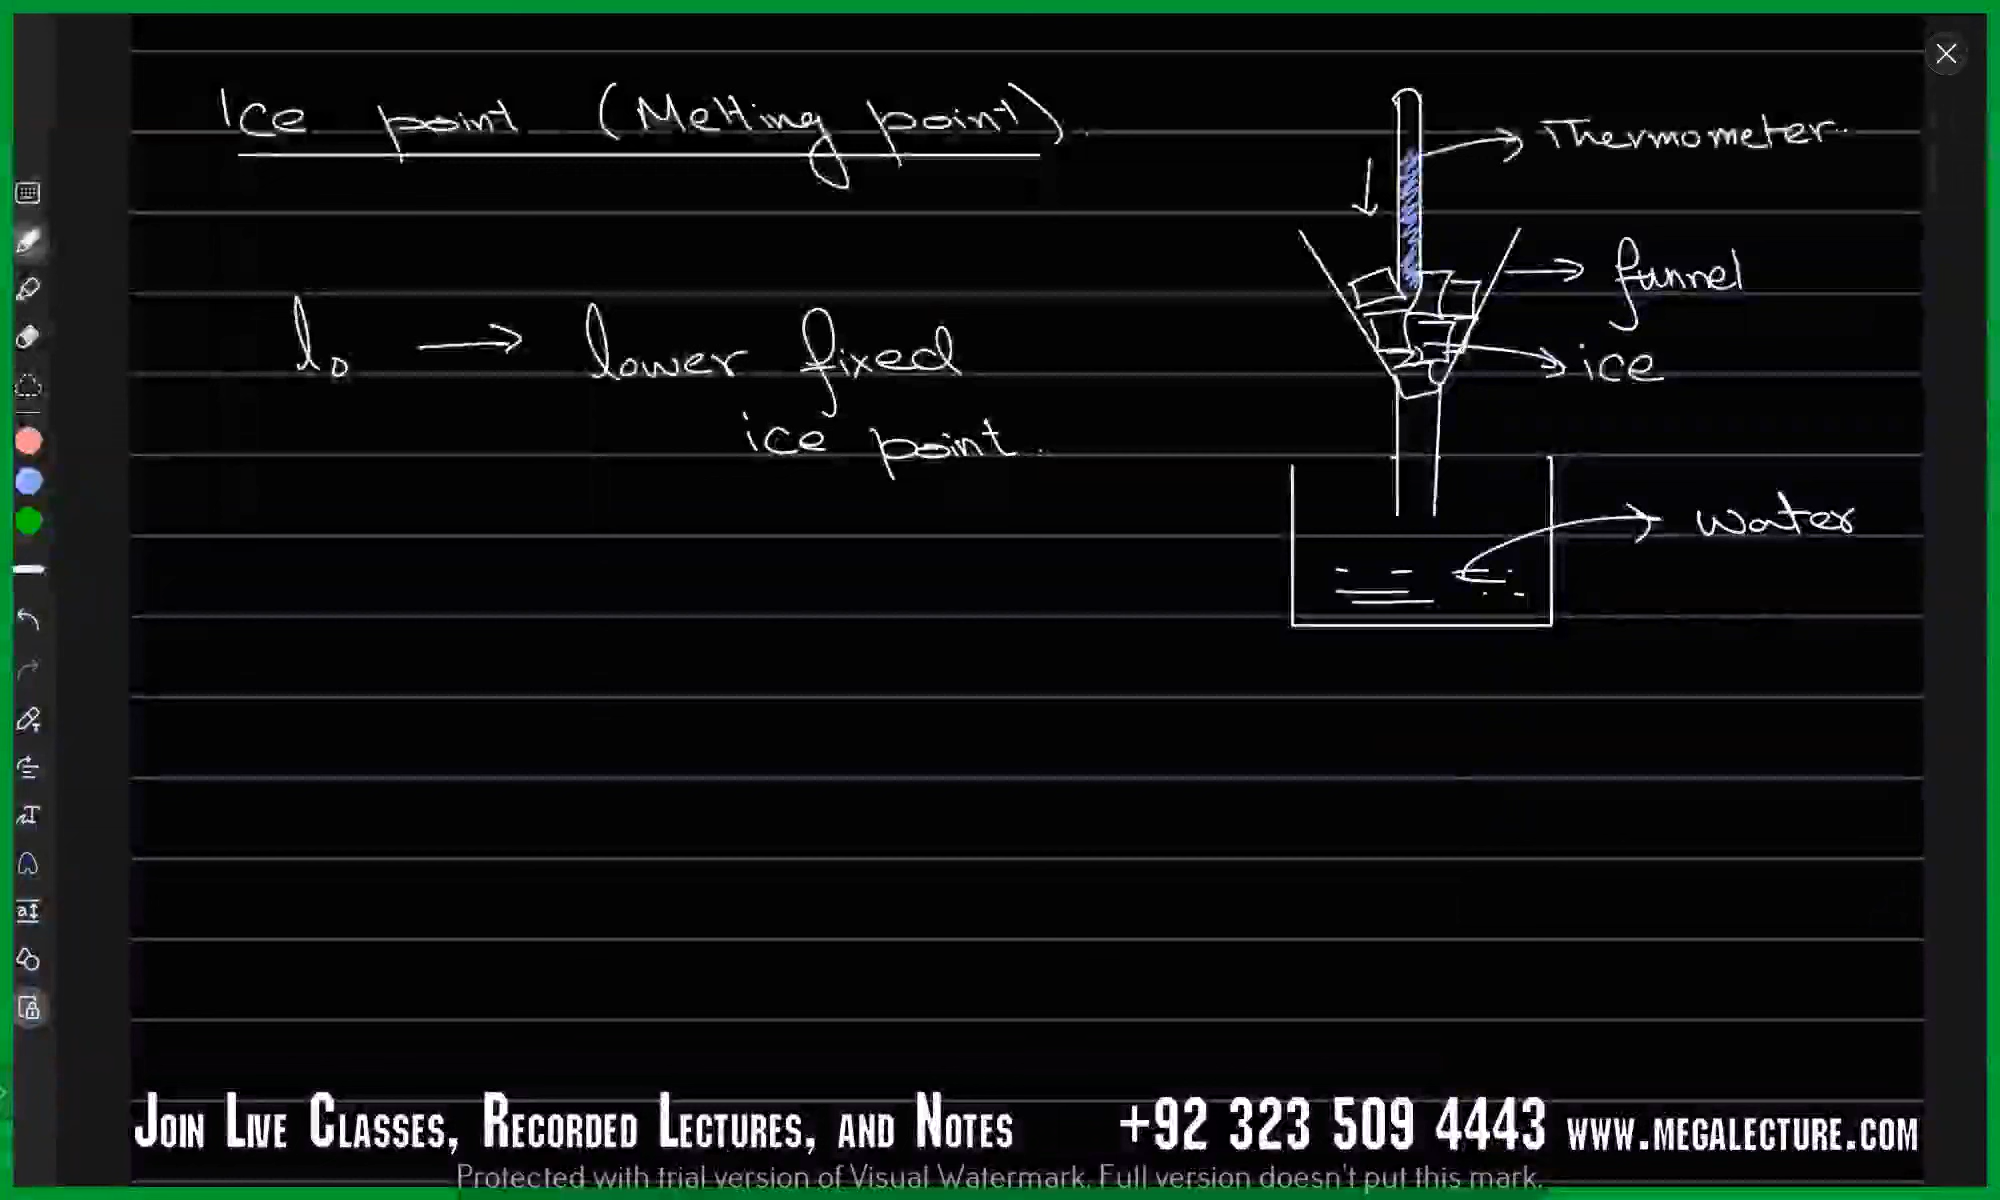 Ice point (Melting point).
Thermometer.
funnel
l₀ → lower fixed
ice
ice point.
water
JOIN LIVE CLASSES, RECORDED LECTURES, AND NOTES +92 323 509 4443 WWW.MEGALECTURE.COM
Protected with trial version of Visual Watermark. Full version doesn't put this mark.